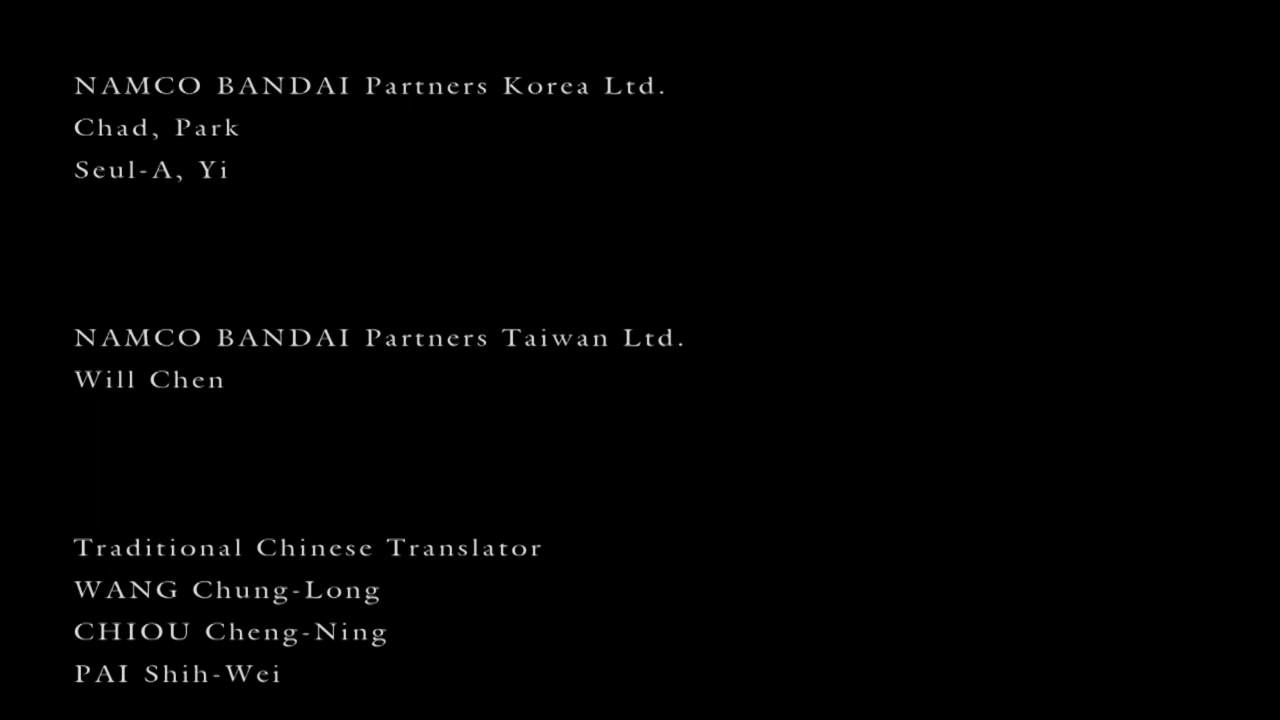 NAMCO BANDAI Partners Korea Ltd.
Chad, Park
Seul-A, Yi
NAMCO BANDAI Partners Taiwan Ltd.
Will Chen
Traditional Chinese Translator
WANG Chung-Long
CHIOU Cheng-Ning
PAI Shih-Wei